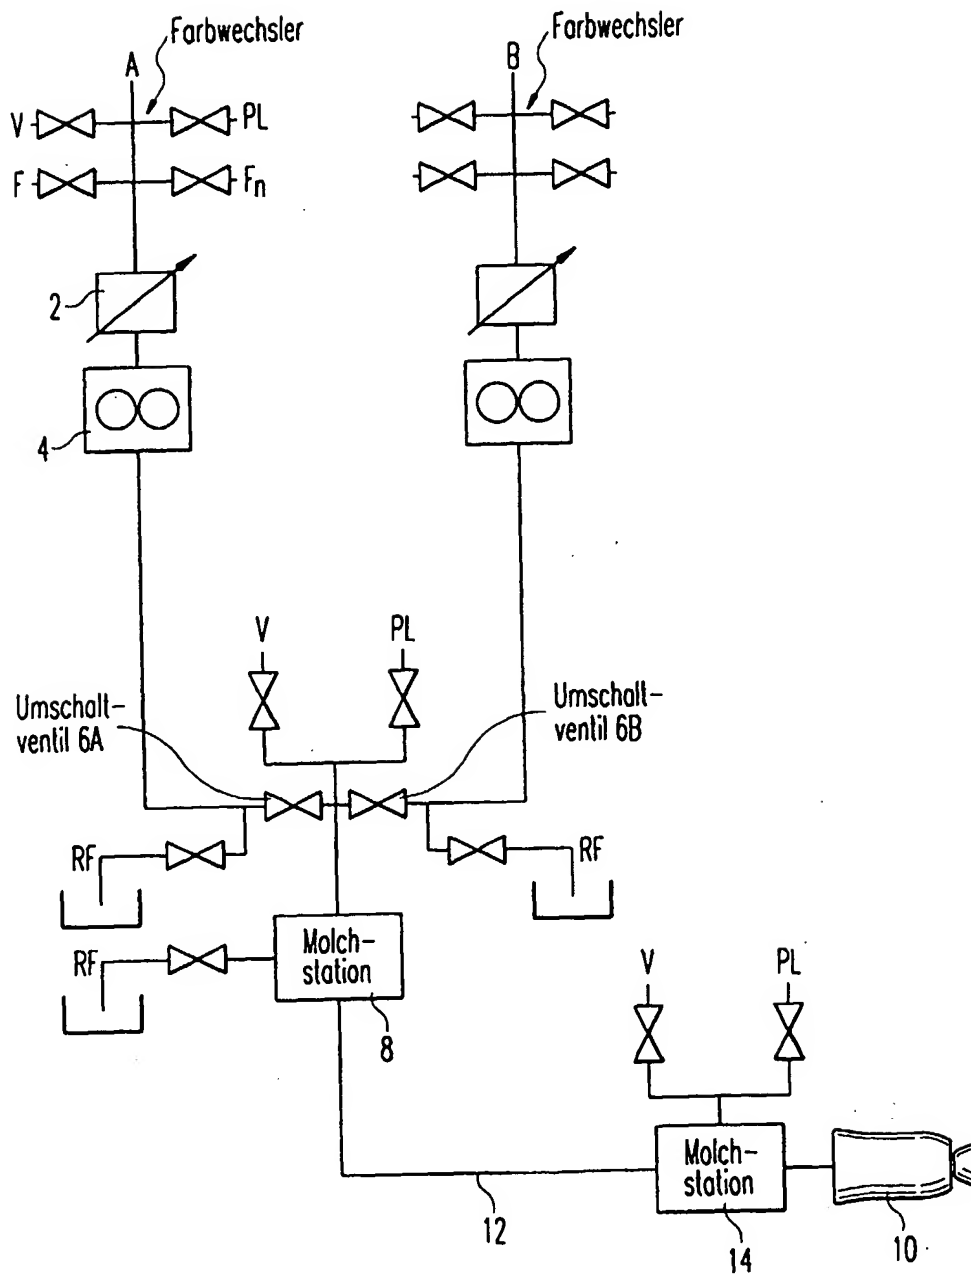 Farbwechsler
Farbwechsler
A
B
V
PL
F
Fn
2
4
V
PL
Umschalt-
ventil 6A
Umschalt-
ventil 6B
RF
RF
RF
Molch-
station
8
V
PL
Molch-
station
12
14
10